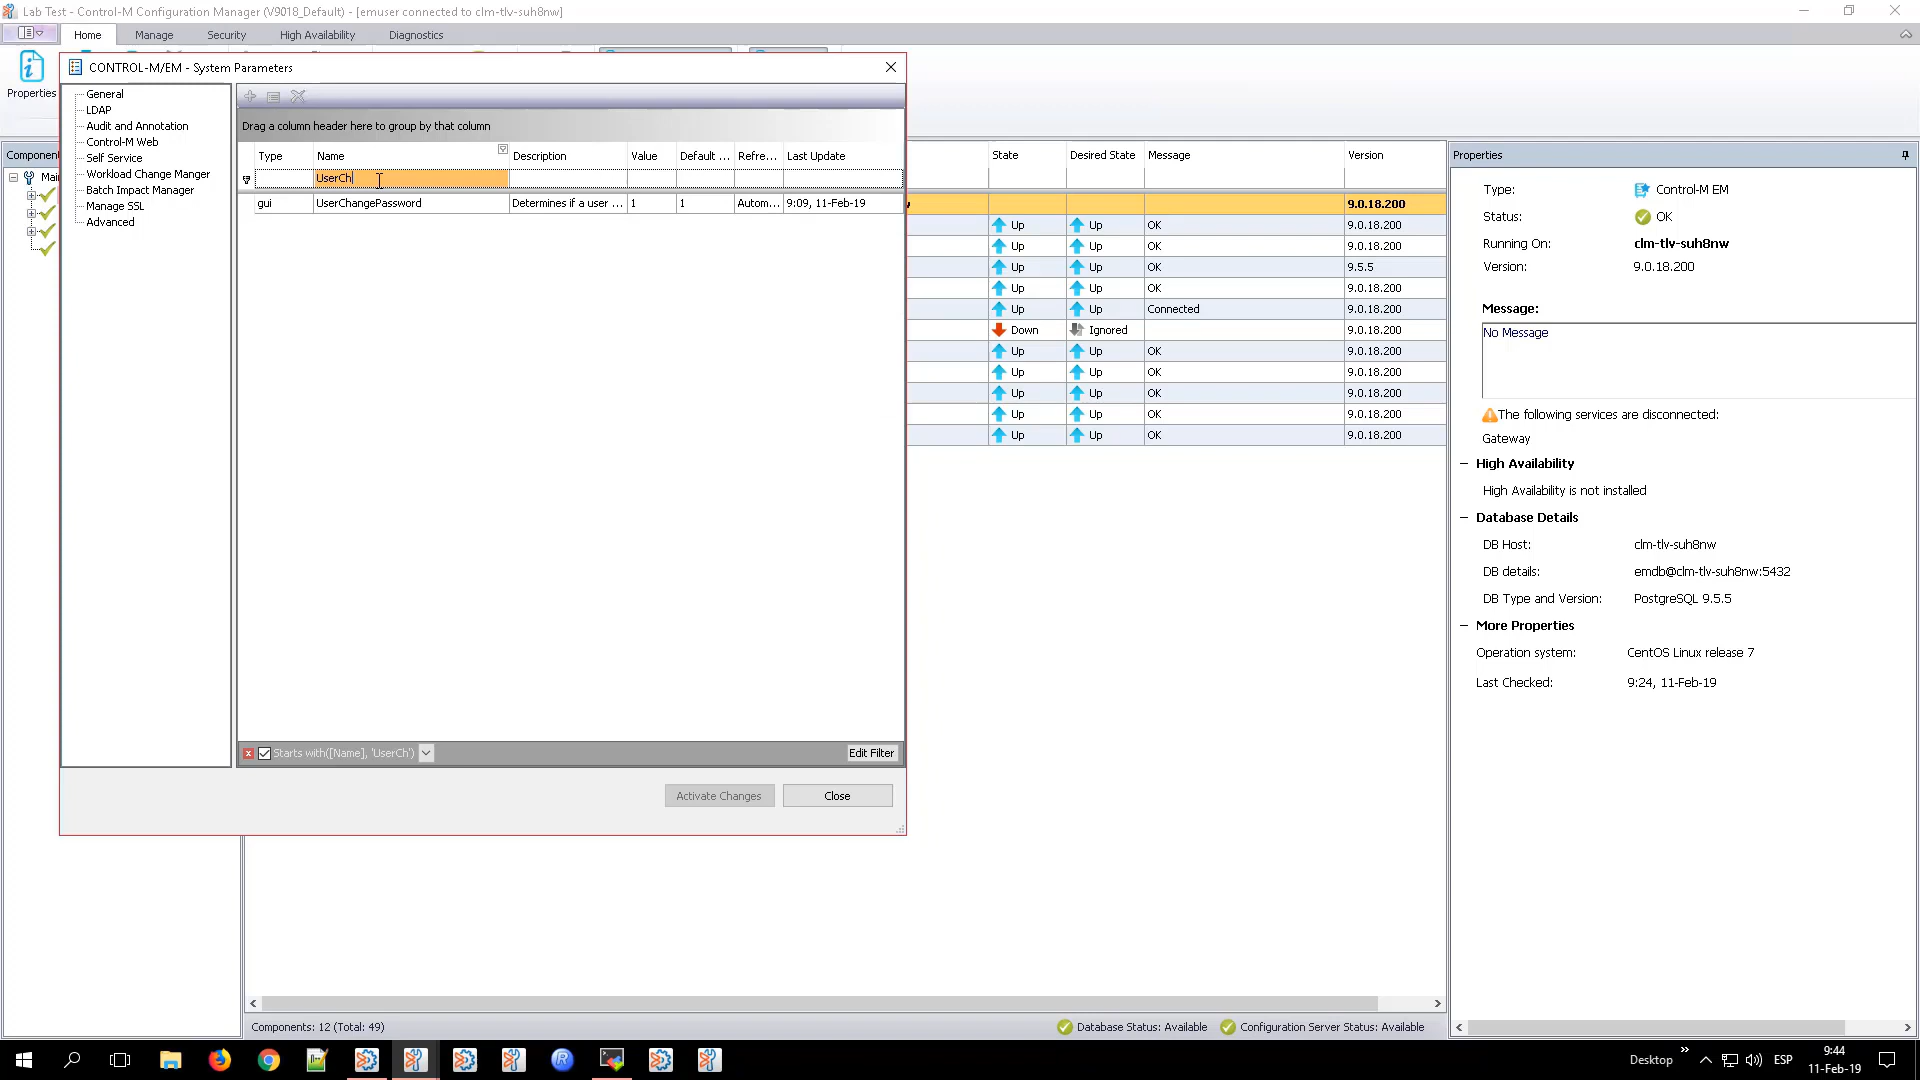 Lab Test - Control-M Configuration Manager (V9018_Default) - [emuser connected to clm-tlv-suh8nw]
Home Manage Security High Availability Diagnostics
Properties
CONTROL-M/EM - System Parameters
General
LDAP
Audit and Annotation
Control-M Web
Self Service
Workload Change Manger
Batch Impact Manager
Manage SSL
Advanced
Drag a column header here to group by that column
Type Name Description Value Default ... Refre... Last Update
UserCh
gui UserChangePassword Determines if a user ... 1 1 Autom... 9:09, 11-Feb-19
Starts with([Name], 'UserCh') Edit Filter
Activate Changes Close
Component
Mai
State Desired State Message Version
9.0.18.200
Up Up OK 9.0.18.200
Up Up OK 9.0.18.200
Up Up OK 9.5.5
Up Up OK 9.0.18.200
Up Up Connected 9.0.18.200
Down Ignored 9.0.18.200
Up Up OK 9.0.18.200
Up Up OK 9.0.18.200
Up Up OK 9.0.18.200
Up Up OK 9.0.18.200
Up Up OK 9.0.18.200
Properties
Type: Control-M EM
Status: OK
Running On: clm-tlv-suh8nw
Version: 9.0.18.200
Message:
No Message
The following services are disconnected:
Gateway
High Availability
High Availability is not installed
Database Details
DB Host: clm-tlv-suh8nw
DB details: emdb@clm-tlv-suh8nw:5432
DB Type and Version: PostgreSQL 9.5.5
More Properties
Operation system: CentOS Linux release 7
Last Checked: 9:24, 11-Feb-19
Components: 12 (Total: 49) Database Status: Available Configuration Server Status: Available
Desktop ESP 9:44
11-Feb-19